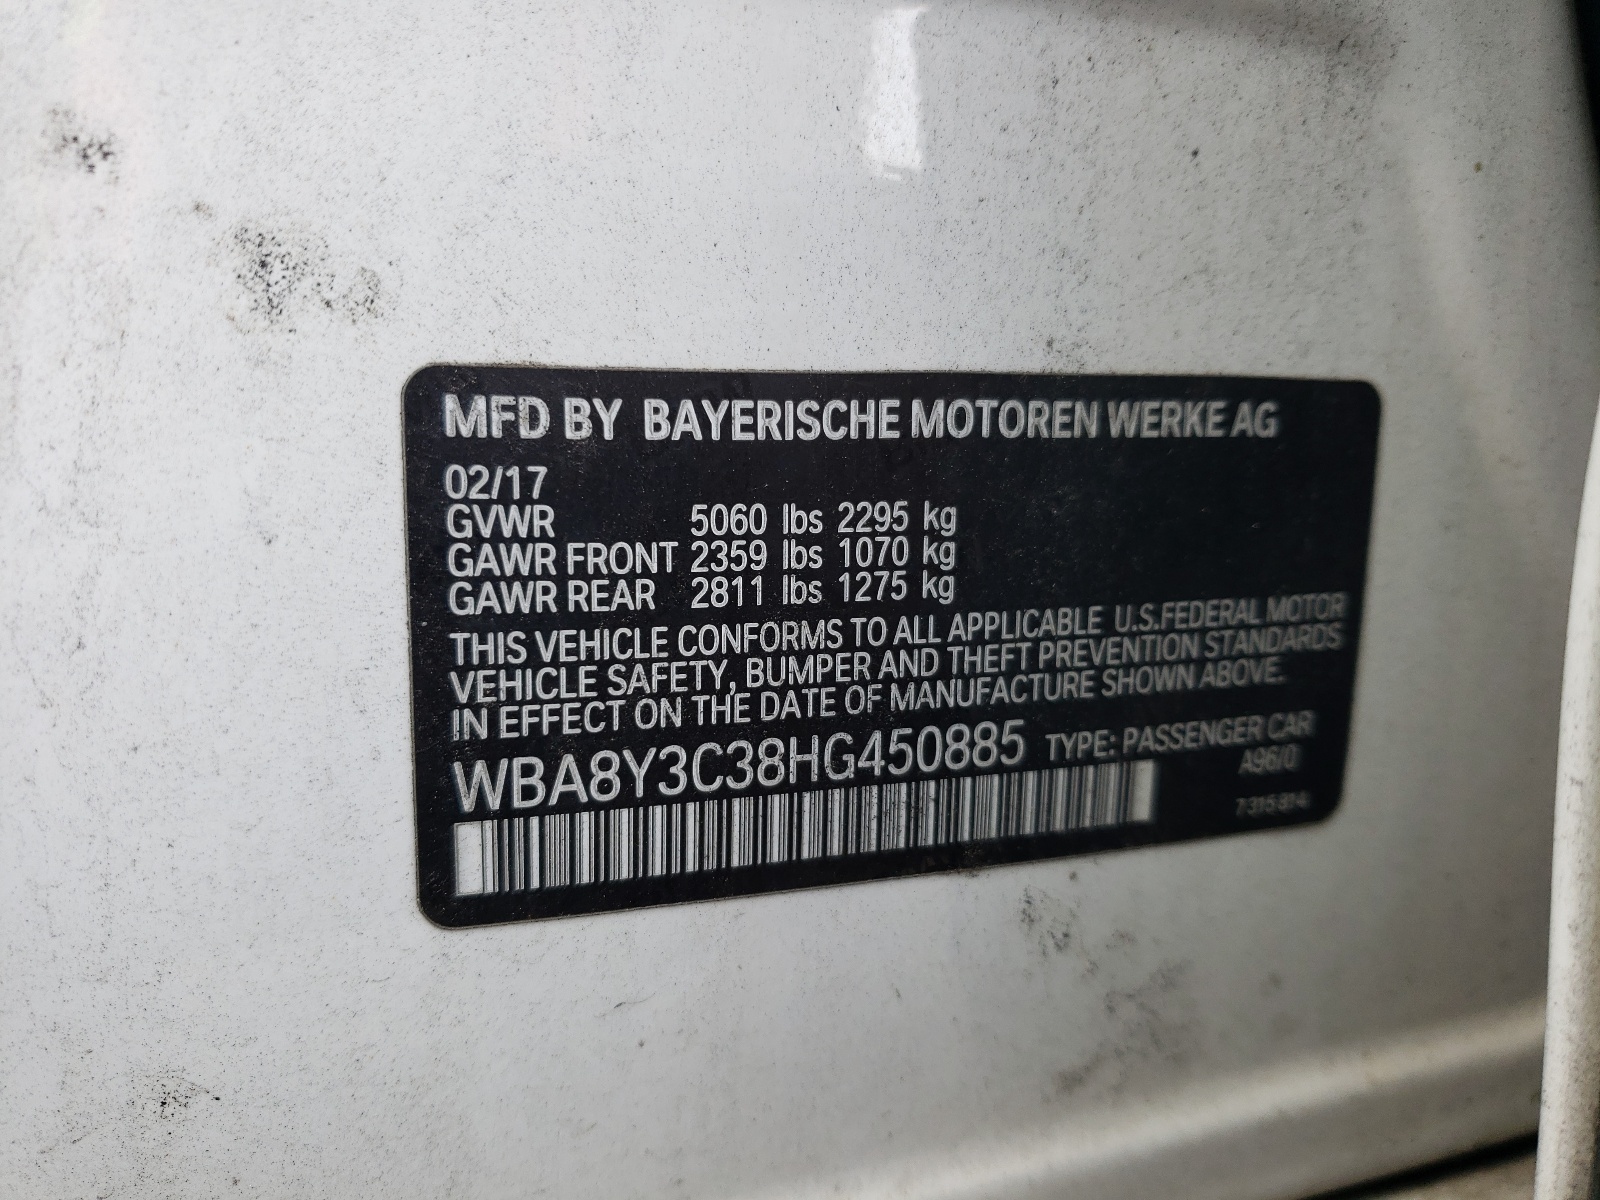 MFD BY BAYERISCHE MOTOREN WERKE AG
02/17
GVWR 5060 lbs 2295 kg
GAWR FRONT 2359 lbs 1070 kg
GAWR REAR 2811 lbs 1275 kg
THIS VEHICLE CONFORMS TO ALL APPLICABLE U.S.FEDERAL MOTOR
VEHICLE SAFETY, BUMPER AND THEFT PREVENTION STANDARDS
IN EFFECT ON THE DATE OF MANUFACTURE SHOWN ABOVE.
WBA8Y3C38HG450885 TYPE: PASSENGER CAR
A96/0
7315814